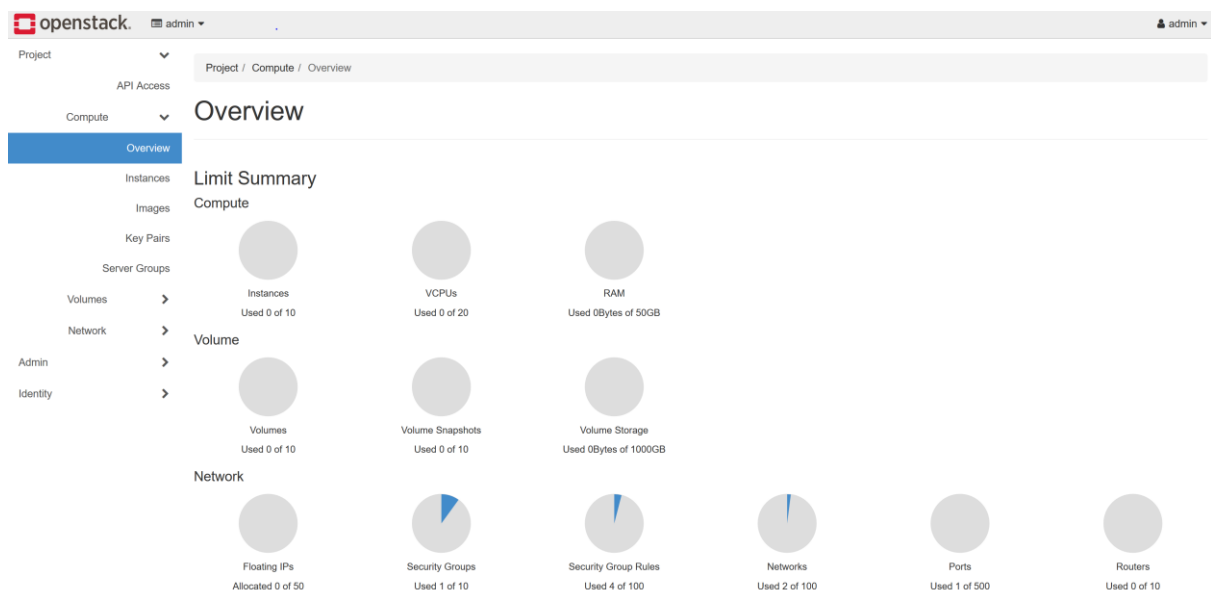 openstack. admin admin
Project
Project / Compute / Overview
API Access
Compute
Overview
Overview
Instances
Images
Key Pairs
Server Groups
Volumes
Network
Admin
Identity
Limit Summary
Compute
Instances VCPUs RAM
Used 0 of 10 Used 0 of 20 Used 0Bytes of 50GB
Volume
Volumes Volume Snapshots Volume Storage
Used 0 of 10 Used 0 of 10 Used 0Bytes of 1000GB
Network
Floating IPs Security Groups Security Group Rules Networks Ports Routers
Allocated 0 of 50 Used 1 of 10 Used 4 of 100 Used 2 of 100 Used 1 of 500 Used 0 of 10